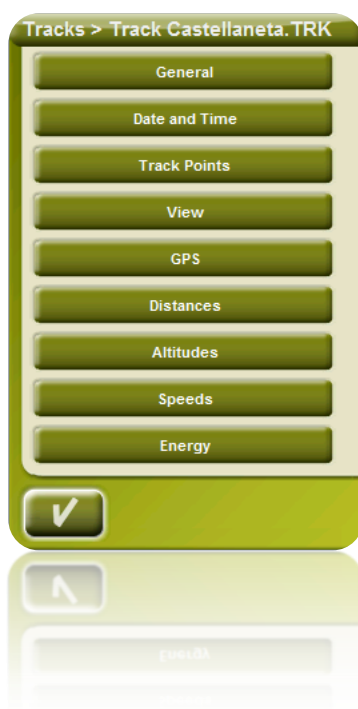 Tracks > Track Castellaneta.TRK
General
Date and Time
Track Points
View
GPS
Distances
Altitudes
Speeds
Energy